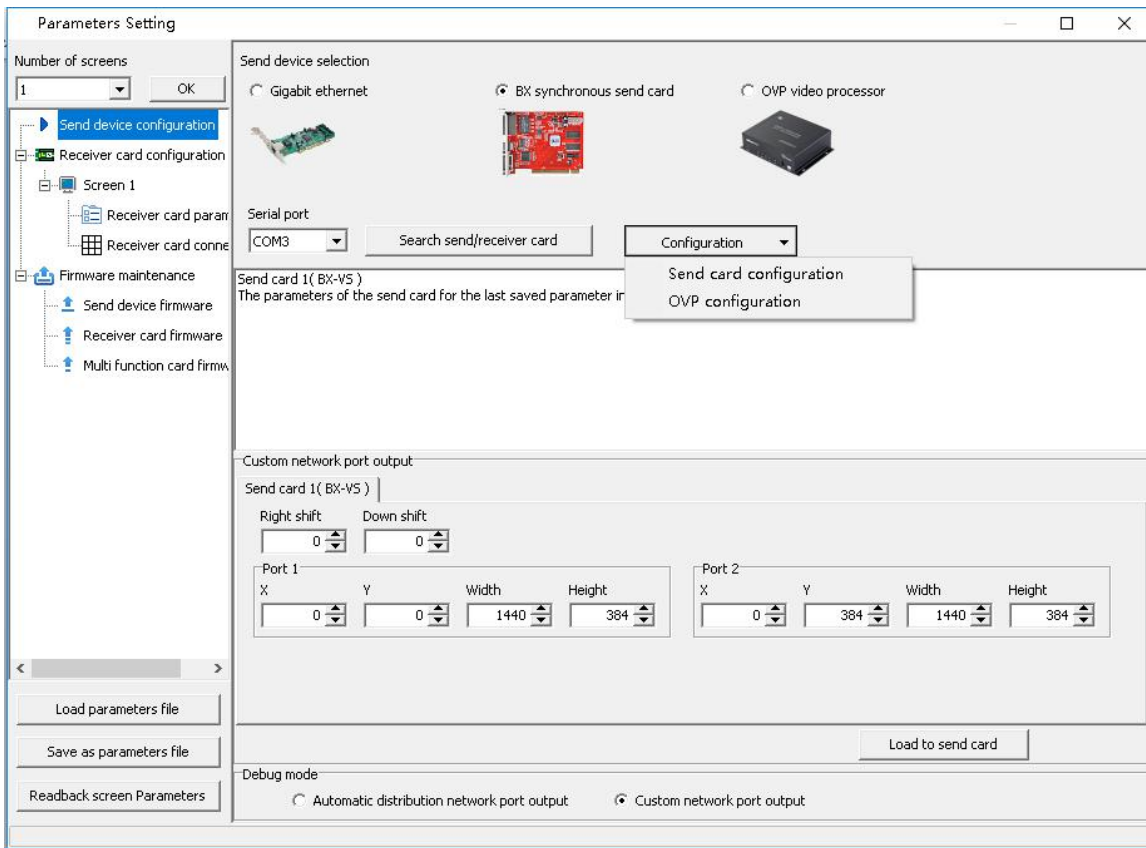 Parameters Setting
Number of screens
1
OK
Send device configuration
Receiver card configuration
Screen 1
Receiver card param
Receiver card conne
Firmware maintenance
Send device firmware
Receiver card firmware
Multi function card firmw
Load parameters file
Save as parameters file
Readback screen Parameters
Send device selection
Gigabit ethernet
BX synchronous send card
OVP video processor
Serial port
COM3
Search send/receiver card
Configuration
Send card configuration
OVP configuration
Send card 1( BX-VS )
The parameters of the send card for the last saved parameter in
Custom network port output
Send card 1( BX-VS )
Right shift Down shift
0 0
Port 1
X Y Width Height
0 0 1440 384
Port 2
X Y Width Height
0 384 1440 384
Load to send card
Debug mode
Automatic distribution network port output Custom network port output